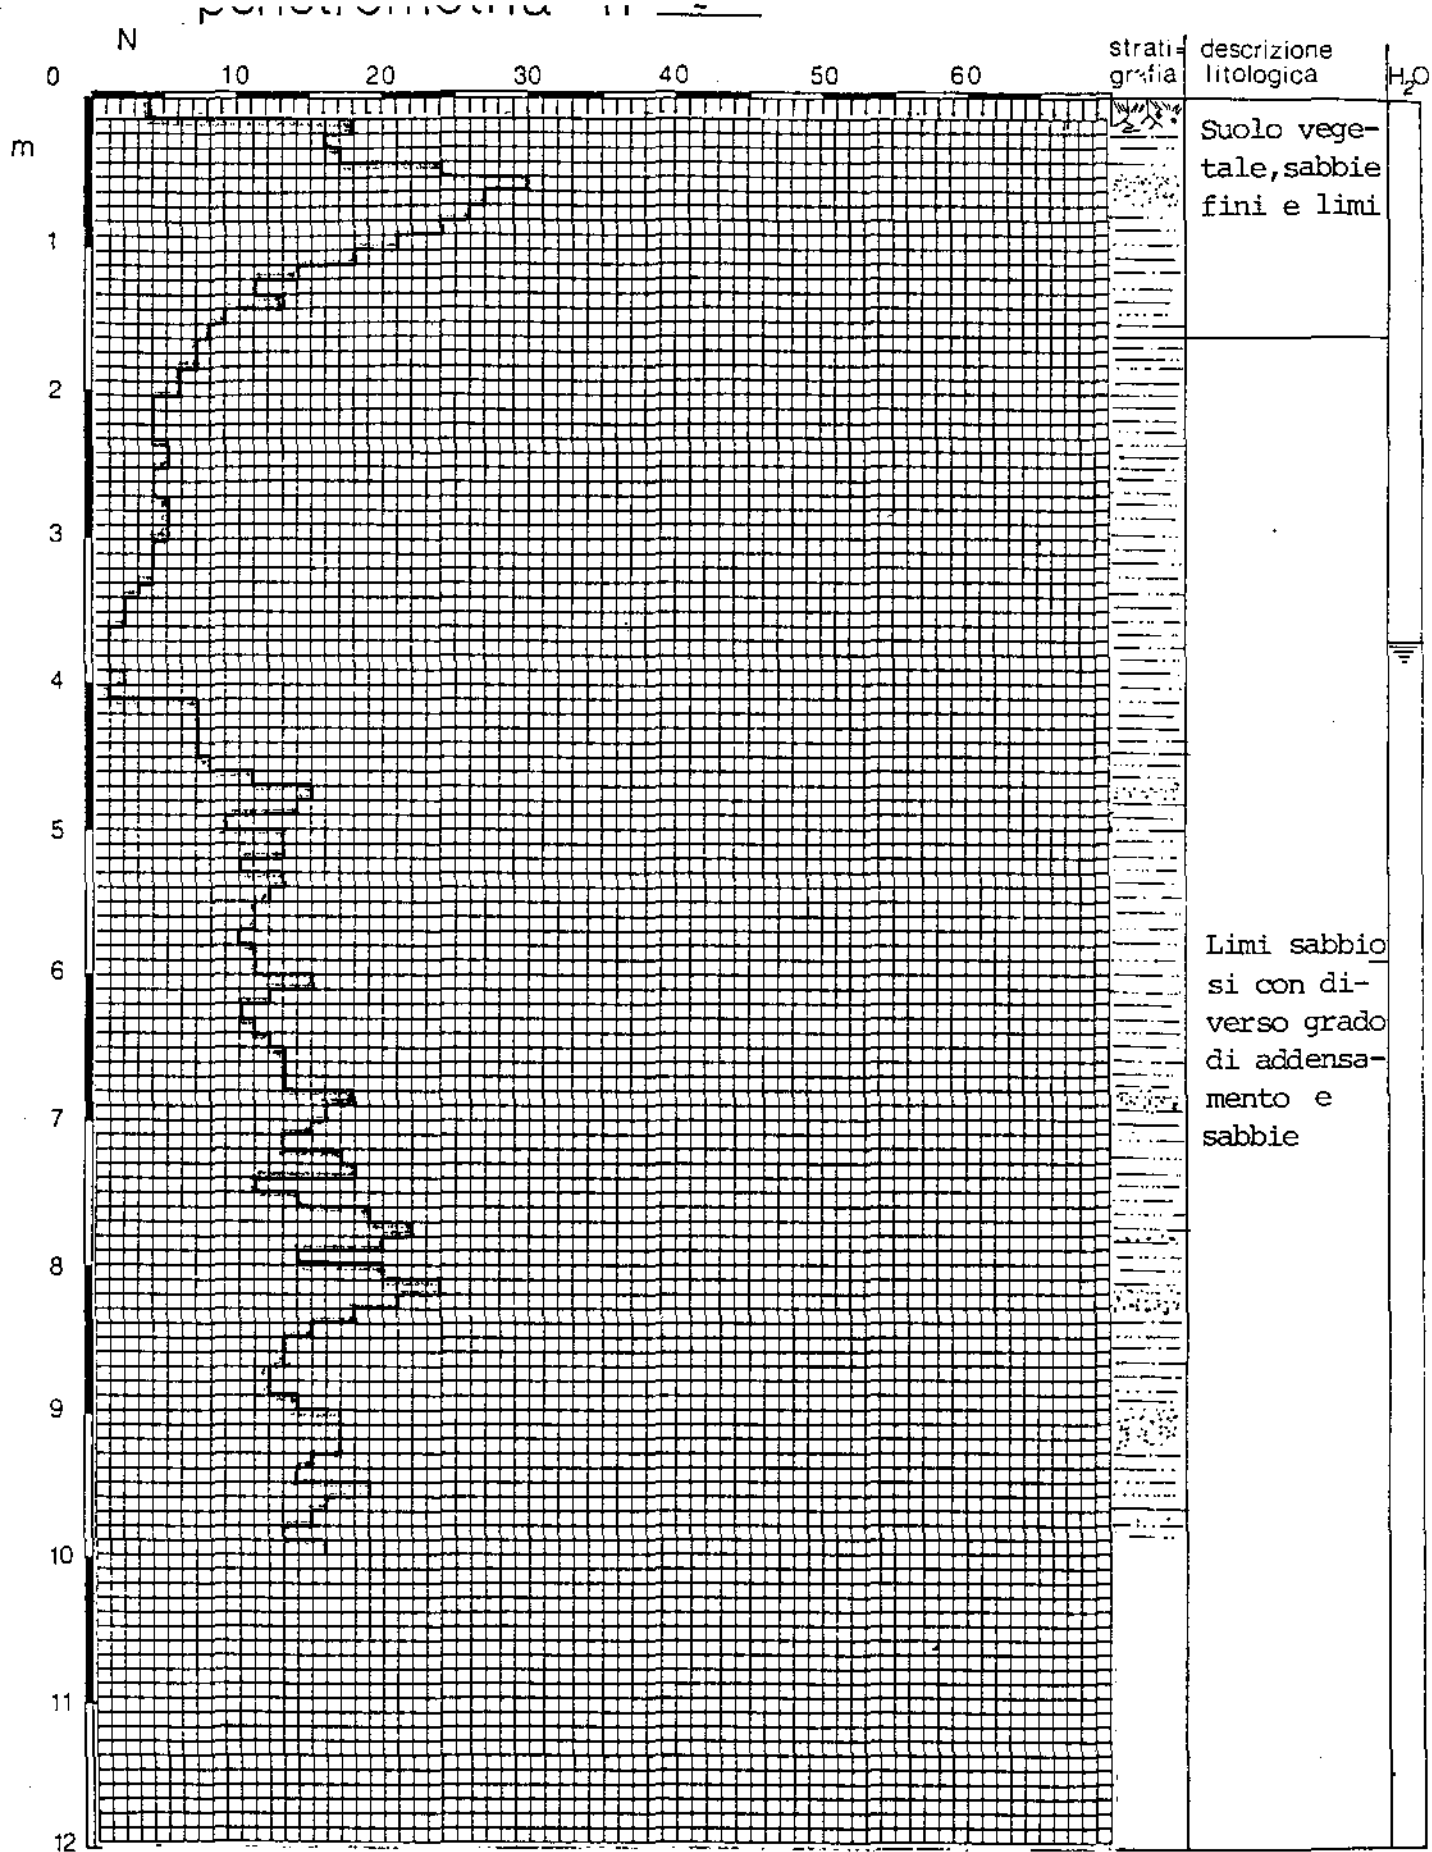 penetrometria n
N
0 10 20 30 40 50 60
strati=
grafia
descrizione
litologica
H2O
m
Suolo vege-
tale,sabbie
fini e limi
1
2
3
4
5
6
7
8
9
10
11
12
Limi sabbio
si con di-
verso grado
di addensa-
mento e
sabbie